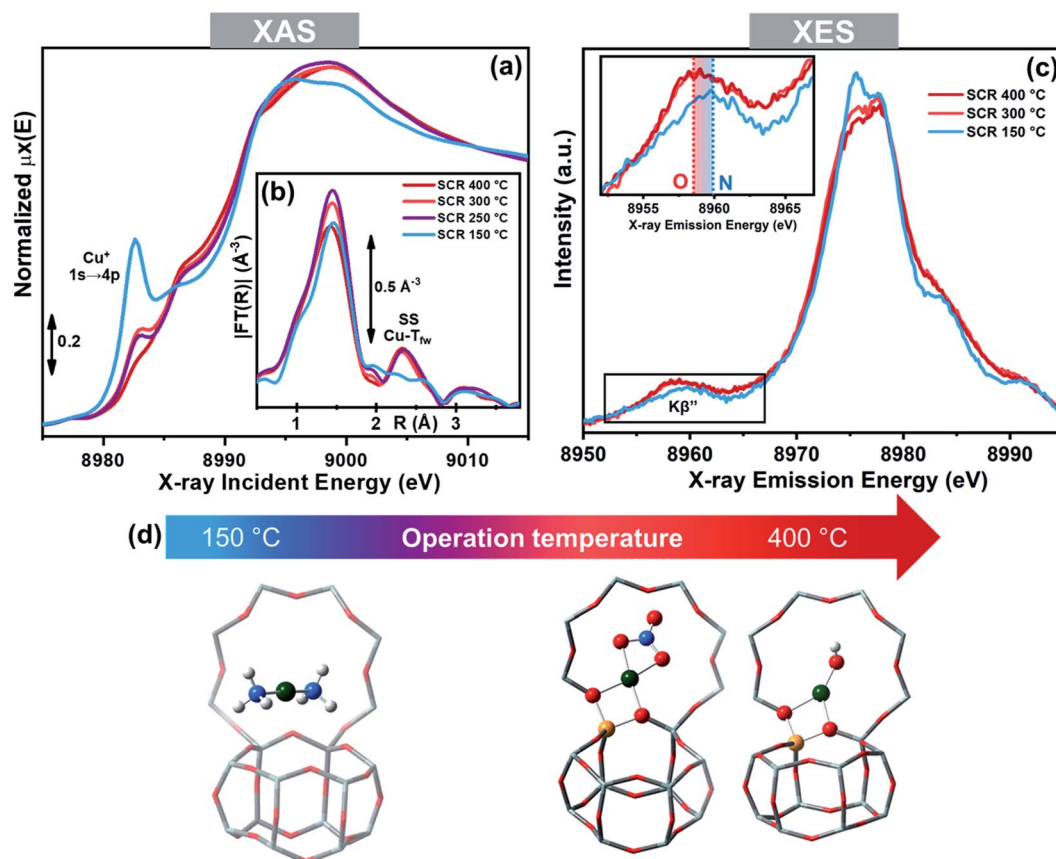 XAS
XES
(a)
Normalized μx(E)
Cu⁺
1s→4p
0.2
8980
8990
9000
9010
X-ray Incident Energy (eV)
(b)
SCR 400 °C
SCR 300 °C
SCR 250 °C
SCR 150 °C
|FT(R)| (Å⁻³)
0.5 Å⁻³
SS
Cu-T_fw
1
2
R (Å)
3
(c)
SCR 400 °C
SCR 300 °C
SCR 150 °C
O
N
8955
8960
8965
X-ray Emission Energy (eV)
Intensity (a.u.)
Kβ”
8950
8960
8970
8980
8990
X-ray Emission Energy (eV)
(d)
150 °C
Operation temperature
400 °C